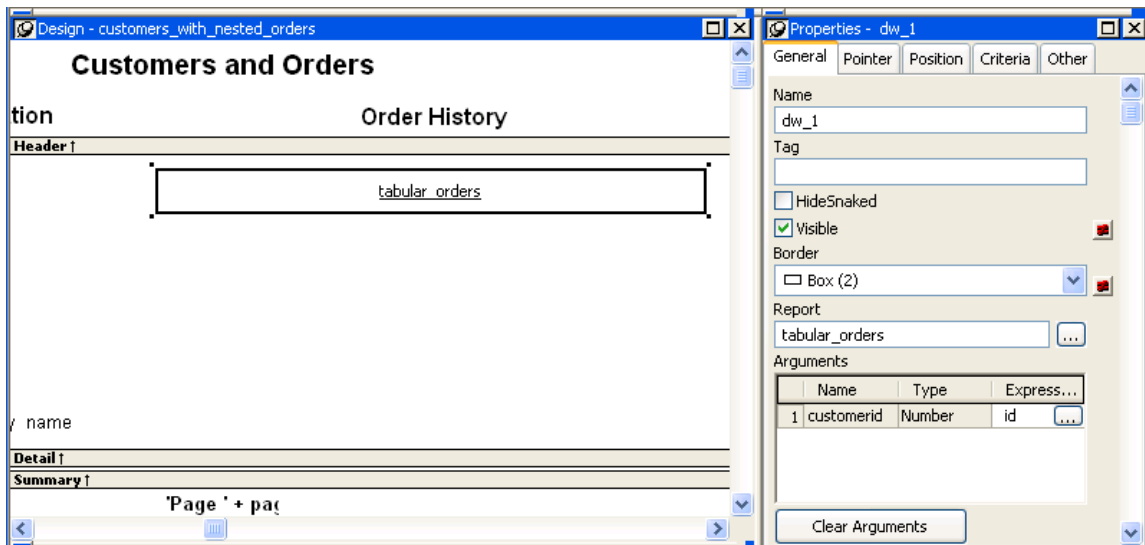 Design - customers_with_nested_orders
Customers and Orders
tion
Order History
Header ↑
tabular_orders
y name
Detail ↑
Summary ↑
'Page ' + pag
Properties - dw_1
General Pointer Position Criteria Other
Name
dw_1
Tag
HideSnaked
Visible
Border
Box (2)
Report
tabular_orders ...
Arguments
Name Type Express...
1 customerid Number id ...
Clear Arguments